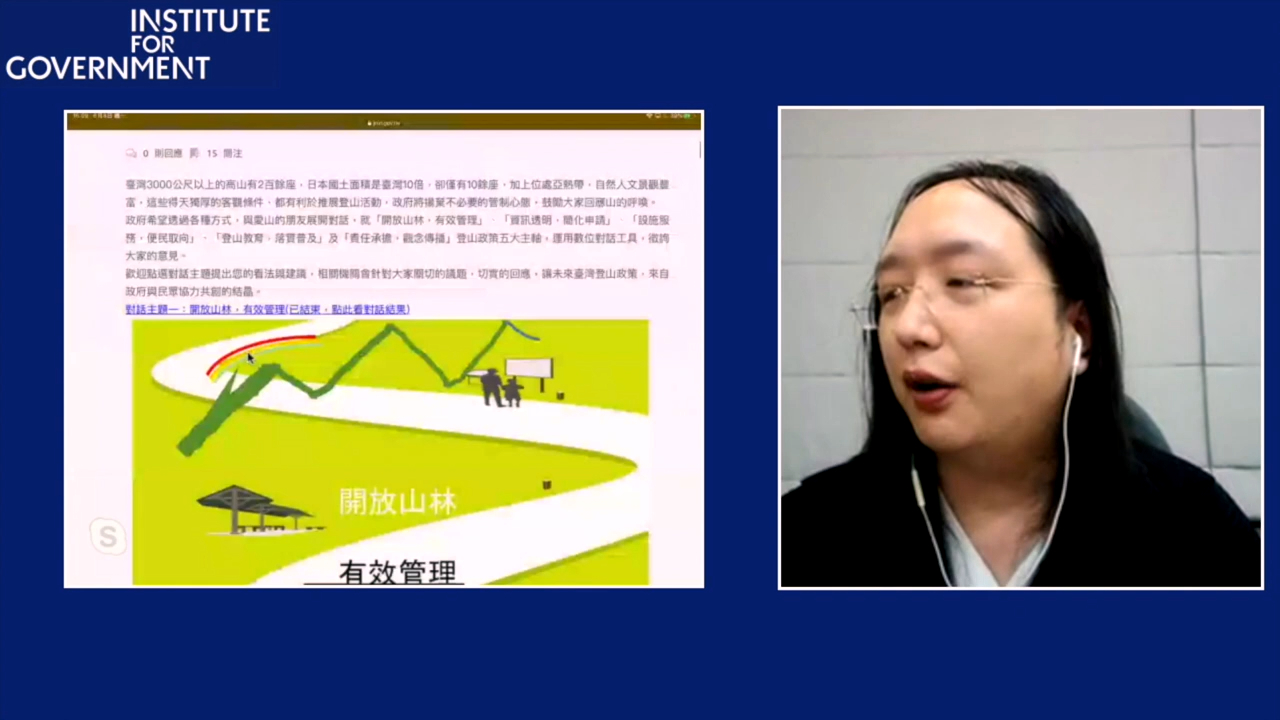 INSTITUTE
FOR
GOVERNMENT
0 則回應 15 關注
臺灣3000公尺以上的高山有2百餘座，日本國土面積是臺灣10倍，卻僅有10餘座，加上位處亞熱帶，自然人文景觀豐
富，這些得天獨厚的客觀條件，都有利於推展登山活動，政府將揚棄不必要的管制心態，鼓勵大家回應山的呼喚。
政府希望透過各種方式，與愛山的朋友展開對話，就「開放山林，有效管理」、「資訊透明，簡化申請」、「設施服
務，便民取向」、「登山教育，落實普及」及「責任承擔，觀念傳播」登山政策五大主軸，運用數位對話工具，徵詢
大家的意見。
歡迎點選對話主題提出您的看法與建議，相關機關會針對大家關切的議題，切實的回應，讓未來臺灣登山政策，來自
政府與民眾協力共創的結晶。
對話主題一：開放山林，有效管理(已結束，點此看對話結果)
開放山林
有效管理
S